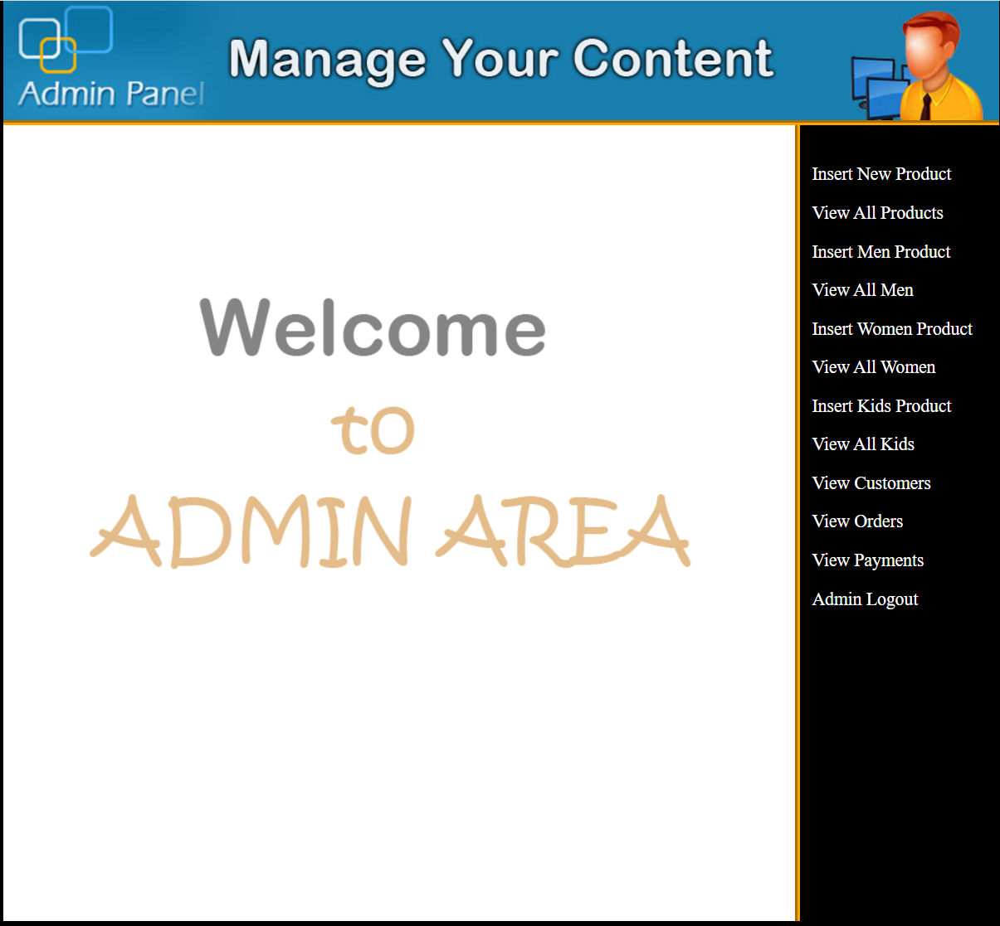 Admin Panel
Manage Your Content
Welcome
to
ADMIN AREA
Insert New Product
View All Products
Insert Men Product
View All Men
Insert Women Product
View All Women
Insert Kids Product
View All Kids
View Customers
View Orders
View Payments
Admin Logout